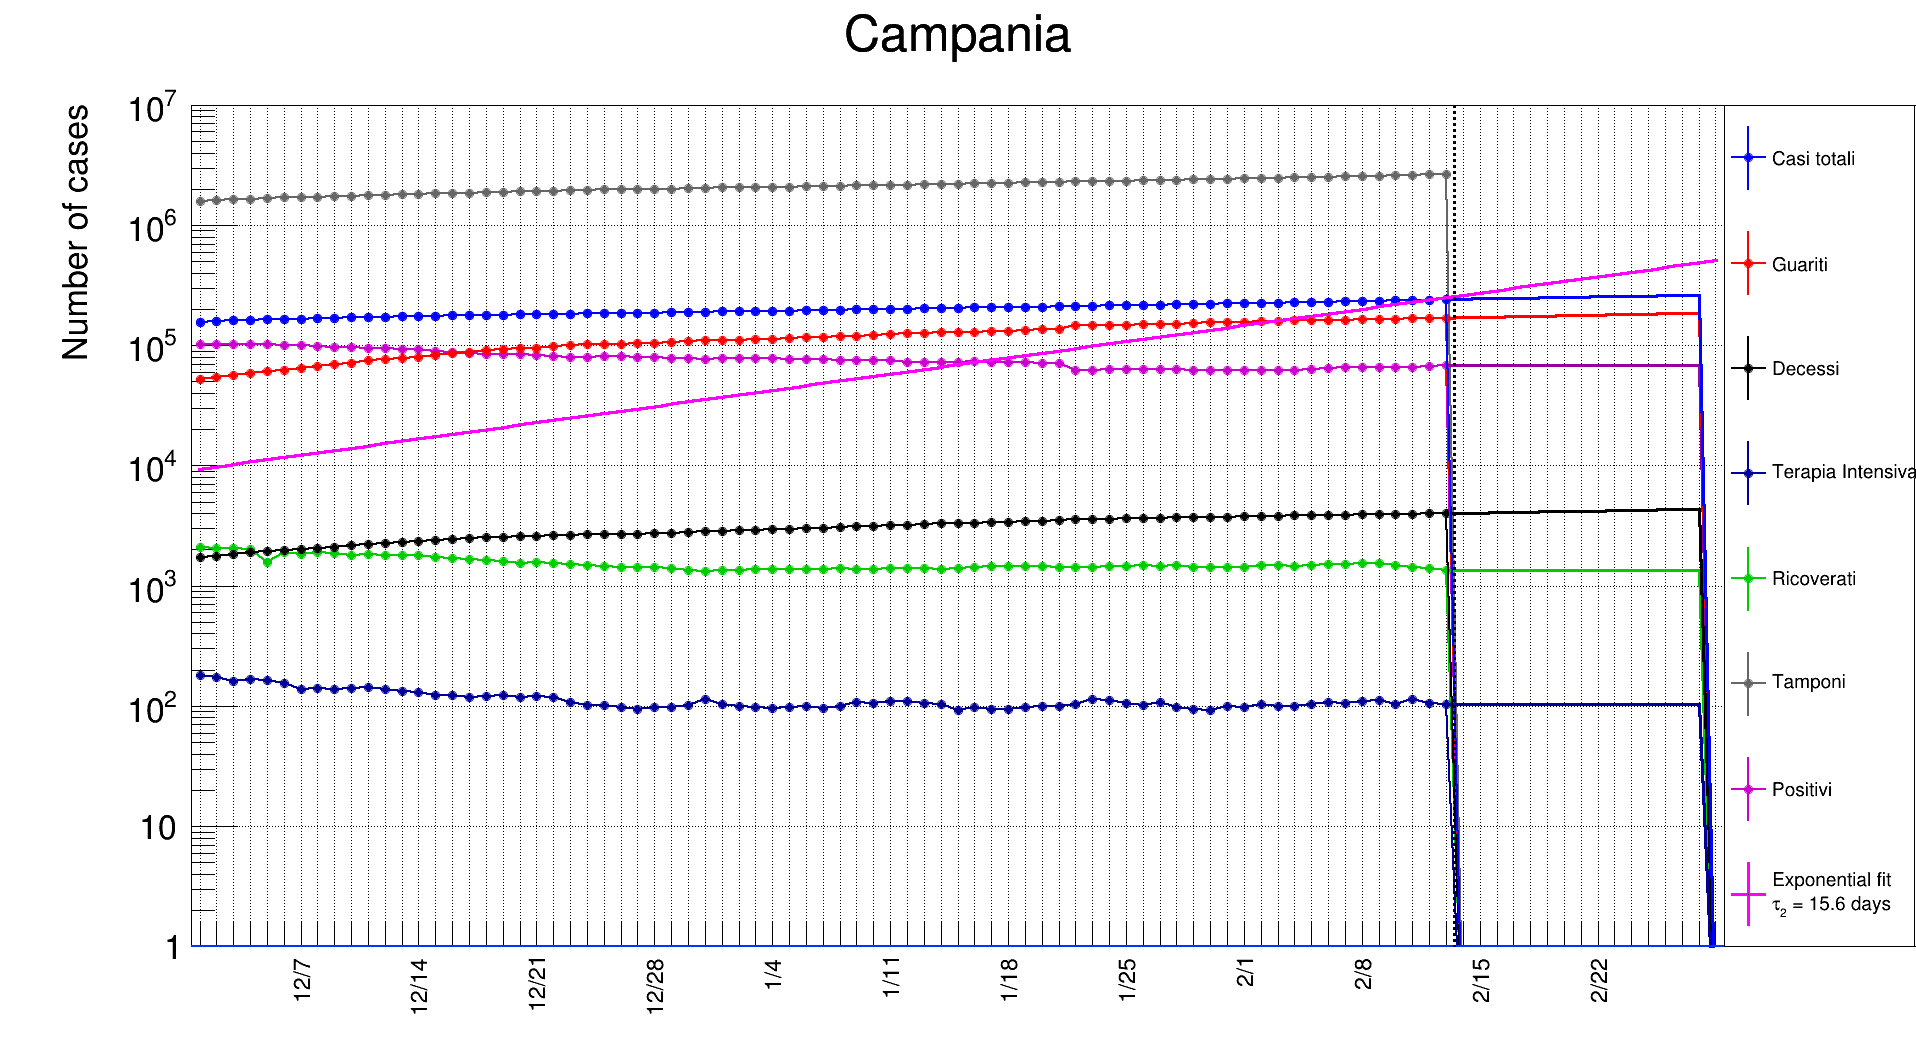 Campania
Number of cases
10^7
10^6
10^5
10^4
10^3
10^2
10
1
12/7
12/14
12/21
12/28
1/4
1/11
1/18
1/25
2/1
2/8
2/15
2/22
Casi totali
Guariti
Decessi
Terapia Intensiva
Ricoverati
Tamponi
Positivi
Exponential fit
τ₂ = 15.6 days